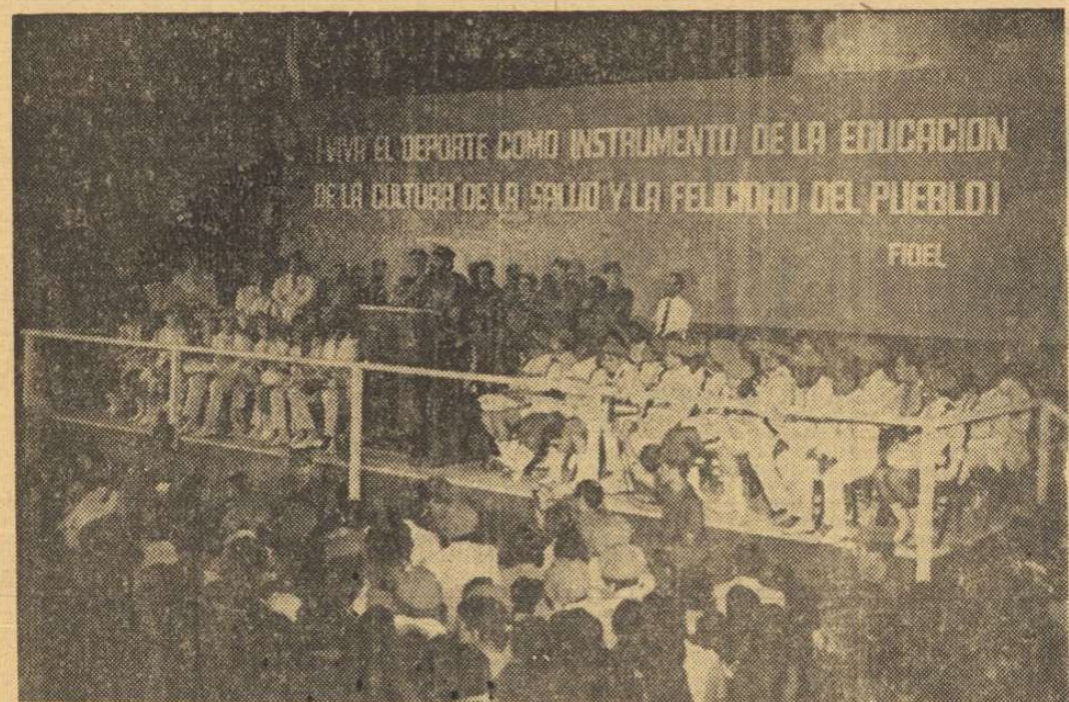 ¡VIVA EL DEPORTE COMO INSTRUMENTO DE LA EDUCACION
DE LA CULTURA DE LA SALUD Y LA FELICIDAD DEL PUEBLO!
FIDEL